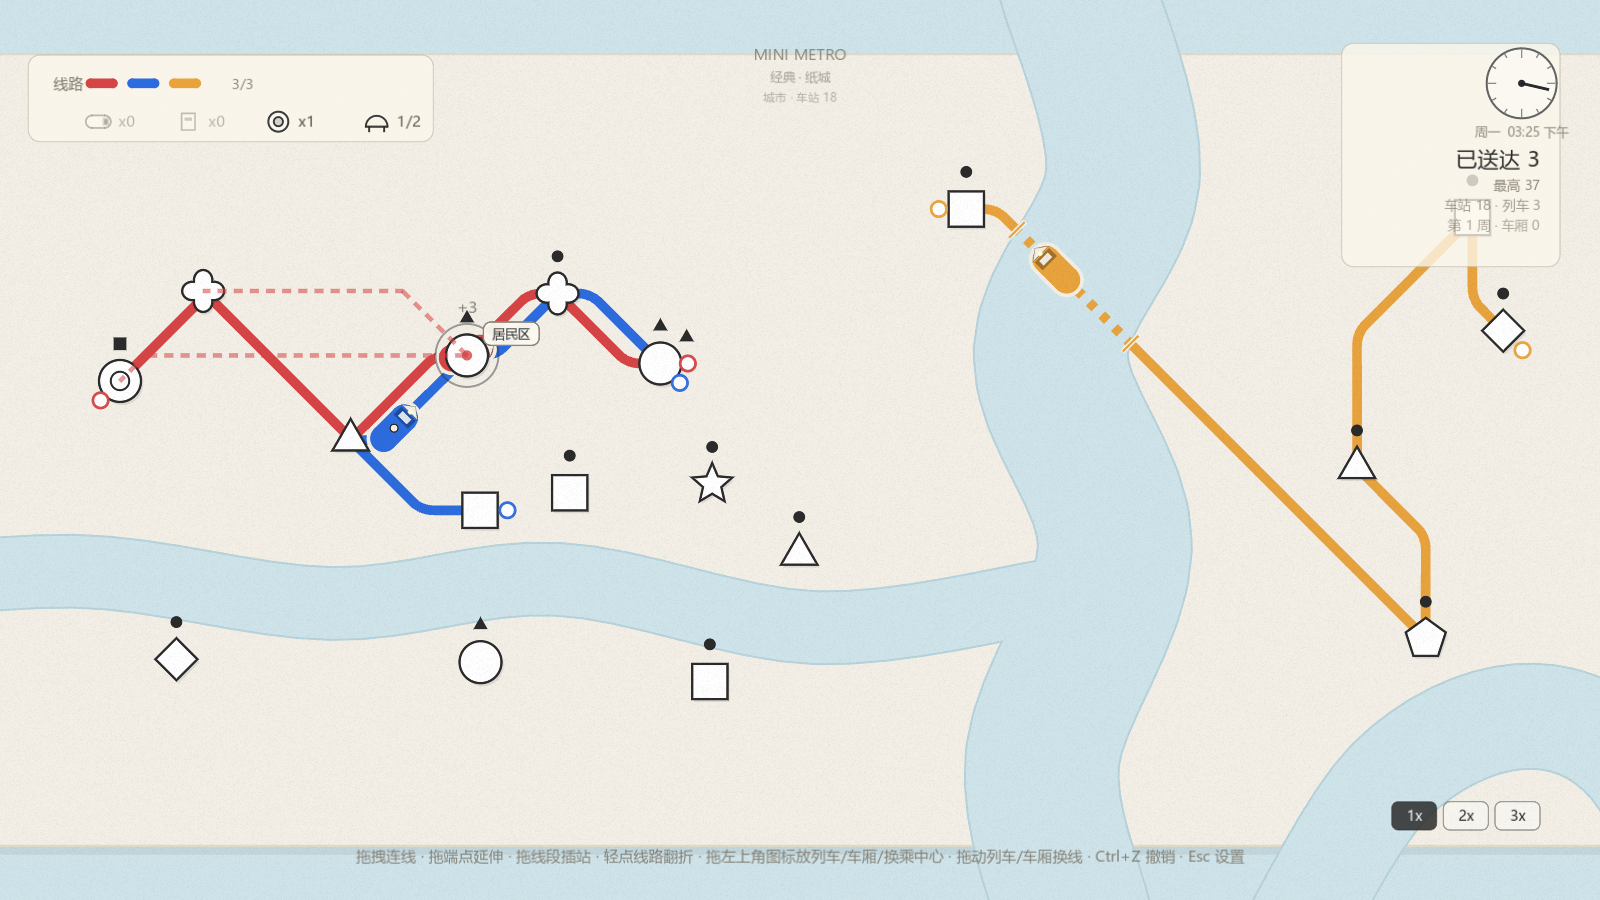 线路 3/3
x0 x0 x1 1/2
MINI METRO
经典 · 纸城
城市 · 车站 18
周一 03:25 下午
已送达 3
最高 37
车站 18 · 列车 3
第 1 周 · 车厢 0
+3
居民区
1x 2x 3x
拖拽连线 · 拖端点延伸 · 拖线段插站 · 轻点线路翻折 · 拖左上角图标放列车/车厢/换乘中心 · 拖动列车/车厢换线 · Ctrl+Z 撤销 · Esc 设置